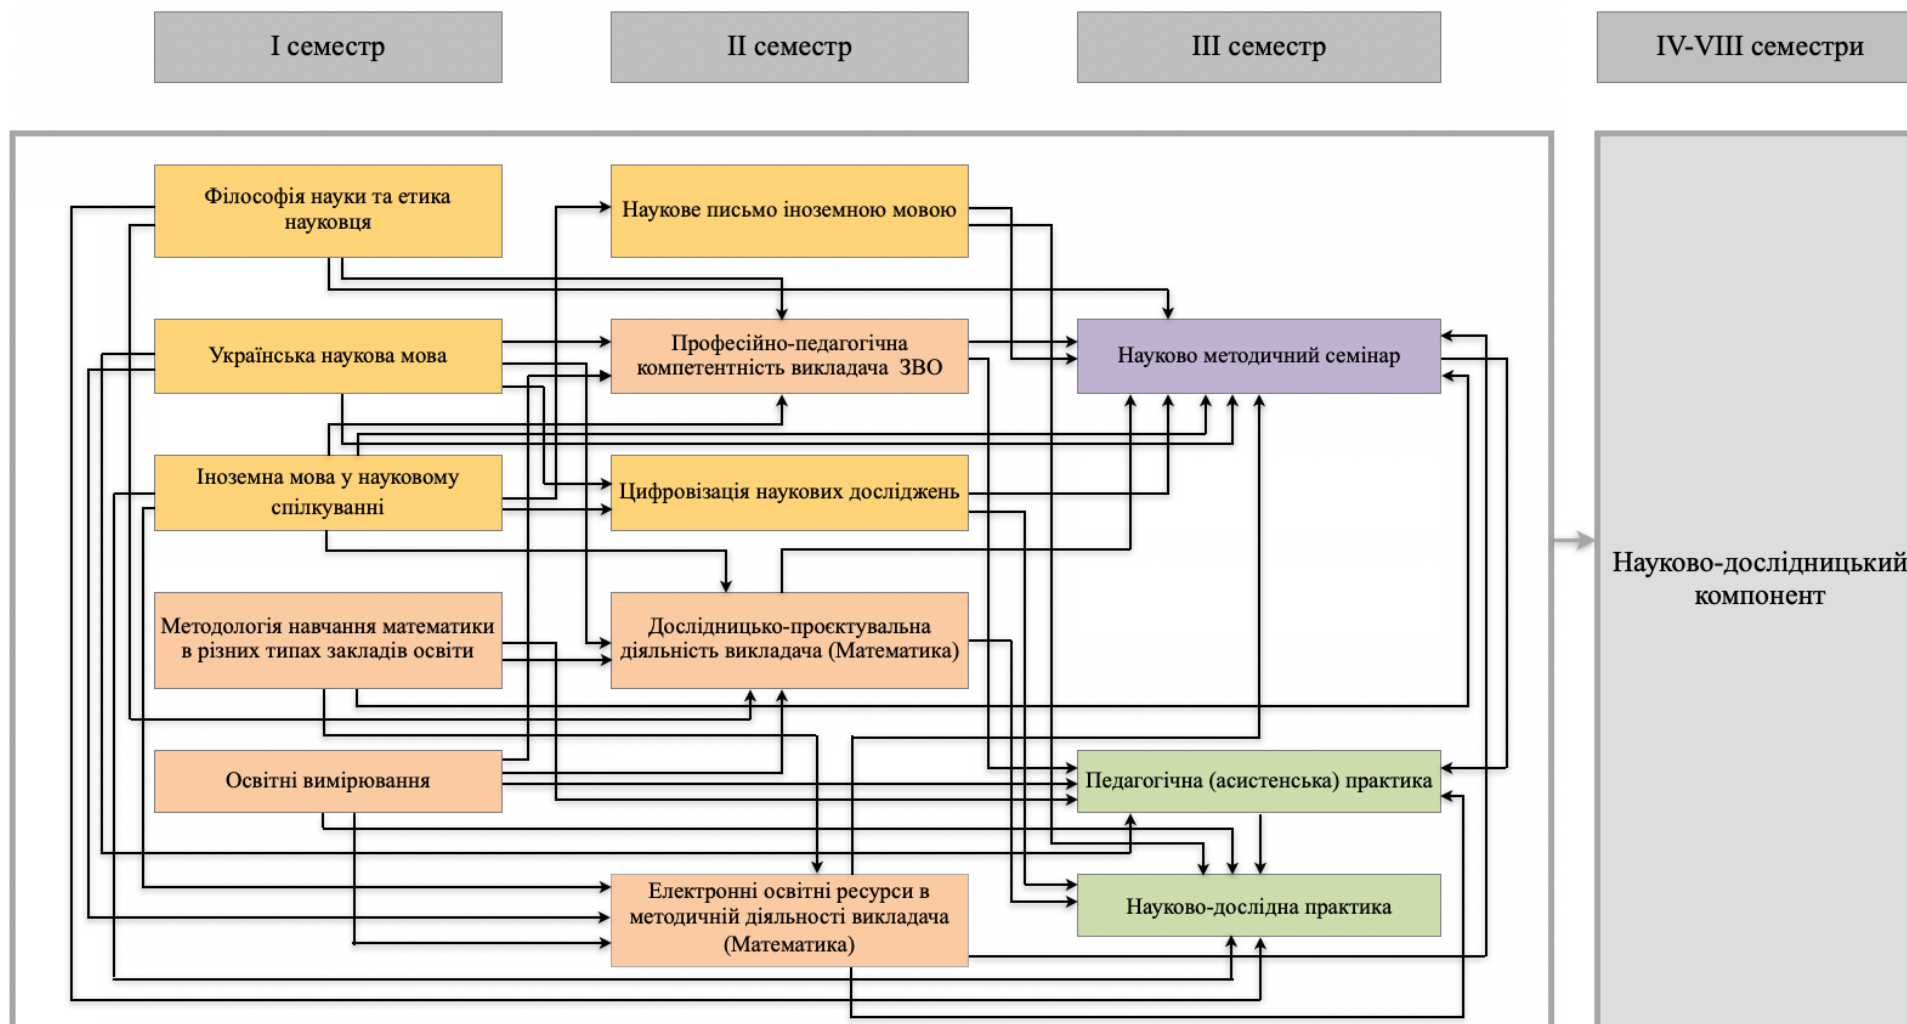 I семестр
II семестр
III семестр
IV-VIII семестри
Філософія науки та етика
науковця
Наукове письмо іноземною мовою
Українська наукова мова
Професійно-педагогічна
компетентність викладача ЗВО
Науково методичний семінар
Іноземна мова у науковому
спілкуванні
Цифровізація наукових досліджень
Методологія навчання математики
в різних типах закладів освіти
Дослідницько-проєктувальна
діяльність викладача (Математика)
Освітні вимірювання
Педагогічна (асистенська) практика
Електронні освітні ресурси в
методичній діяльності викладача
(Математика)
Науково-дослідна практика
Науково-дослідницький
компонент